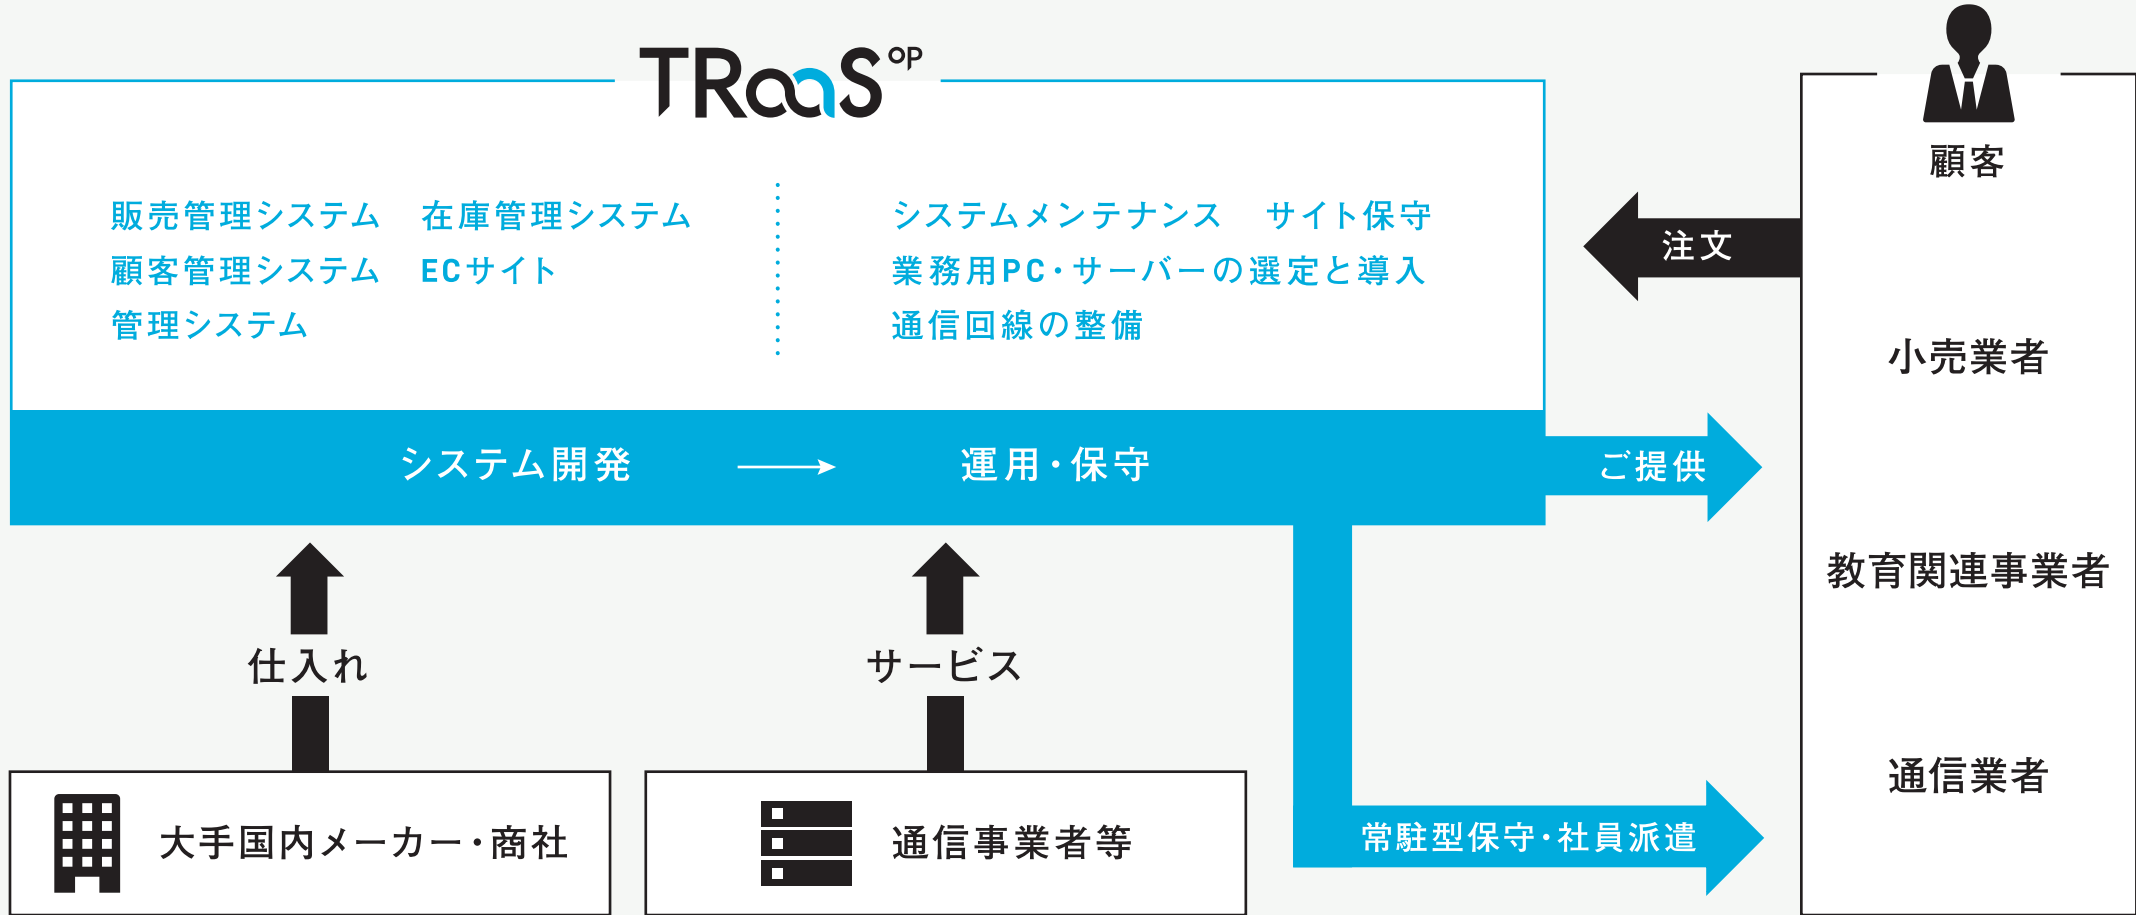 TRaaS OP
販売管理システム　在庫管理システム
顧客管理システム　ECサイト
管理システム
システムメンテナンス　サイト保守
業務用PC・サーバーの選定と導入
通信回線の整備
システム開発
運用・保守
顧客
注文
小売業者
ご提供
教育関連事業者
通信業者
常駐型保守・社員派遣
仕入れ
サービス
大手国内メーカー・商社
通信事業者等